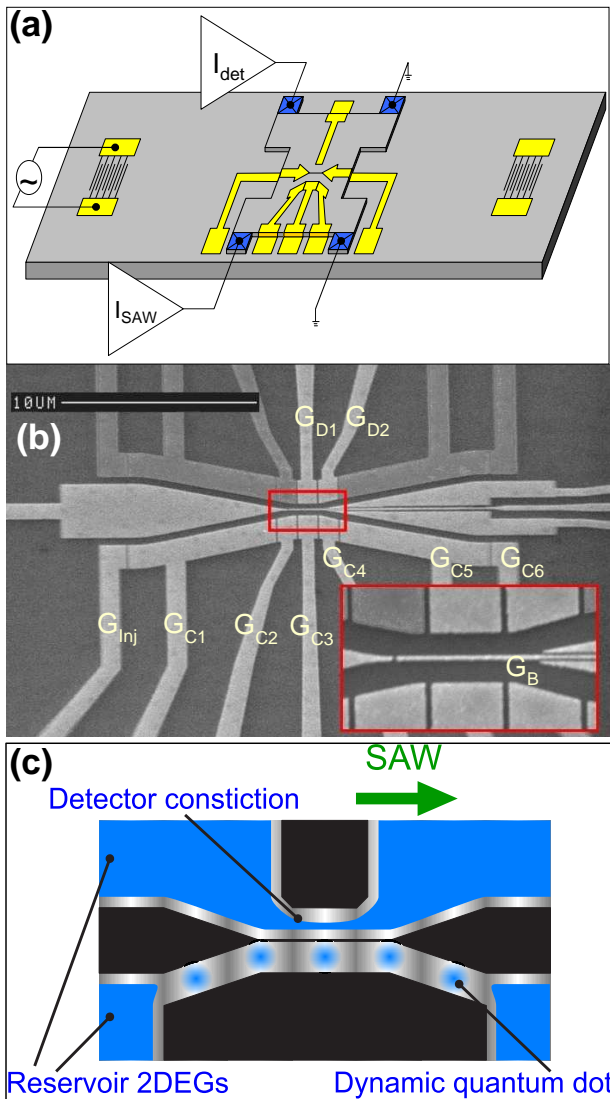 (a)
I_det
~
I_SAW
10UM
(b)
G_D1 G_D2
G_C4 G_C5 G_C6
G_Inj G_C1 G_C2 G_C3
G_B
(c)
SAW
Detector constiction
Reservoir 2DEGs
Dynamic quantum dot